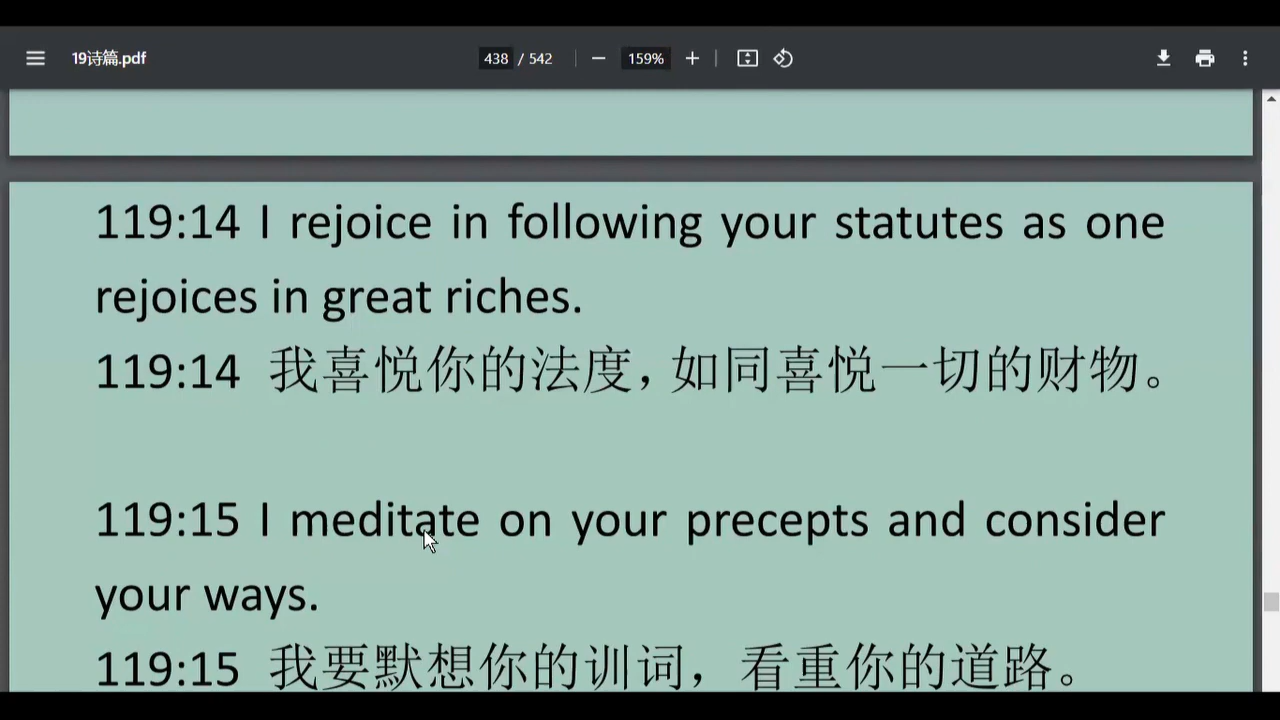 19诗篇.pdf
438 / 542
159%
119:14 I rejoice in following your statutes as one
rejoices in great riches.
119:14 我喜悦你的法度，如同喜悦一切的财物。
119:15 I meditate on your precepts and consider
your ways.
119:15 我要默想你的训词，看重你的道路。